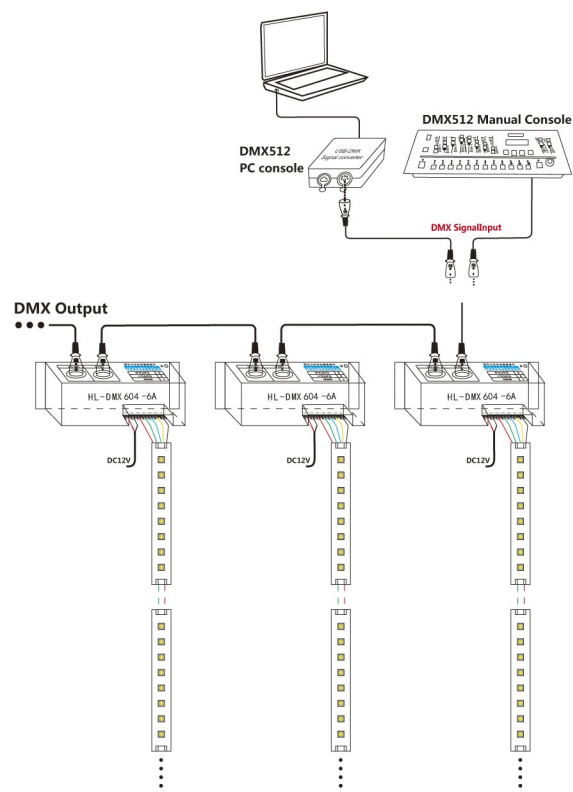 DMX512 Manual Console
DMX512
PC console
USB-DMX
Signal converter
DMX SignalInput
DMX Output
HL-DMX 604 -6A
HL-DMX 604 -6A
HL-DMX 604 -6A
DC12V
DC12V
DC12V